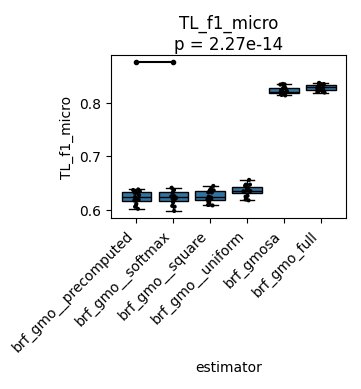 TL_f1_micro
p = 2.27e-14
TL_f1_micro
0.8
0.7
0.6
brf_gmo__precomputed
brf_gmo__softmax
brf_gmo__square
brf_gmo__uniform
brf_gmosa
brf_gmo_full
estimator